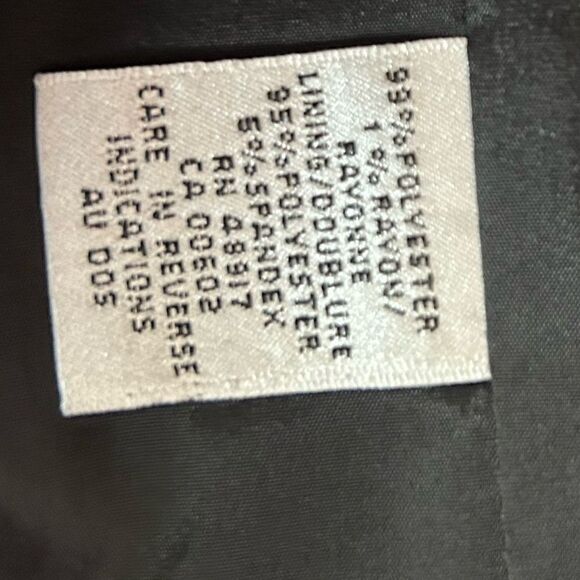 99%POLYESTER
1% RAYON/
RAYONNE
LINING/DOUBLURE
95%POLYESTER
5%SPANDEX
RN 48917
CA 00502
CARE IN REVERSE
INDICATIONS
AU DOS